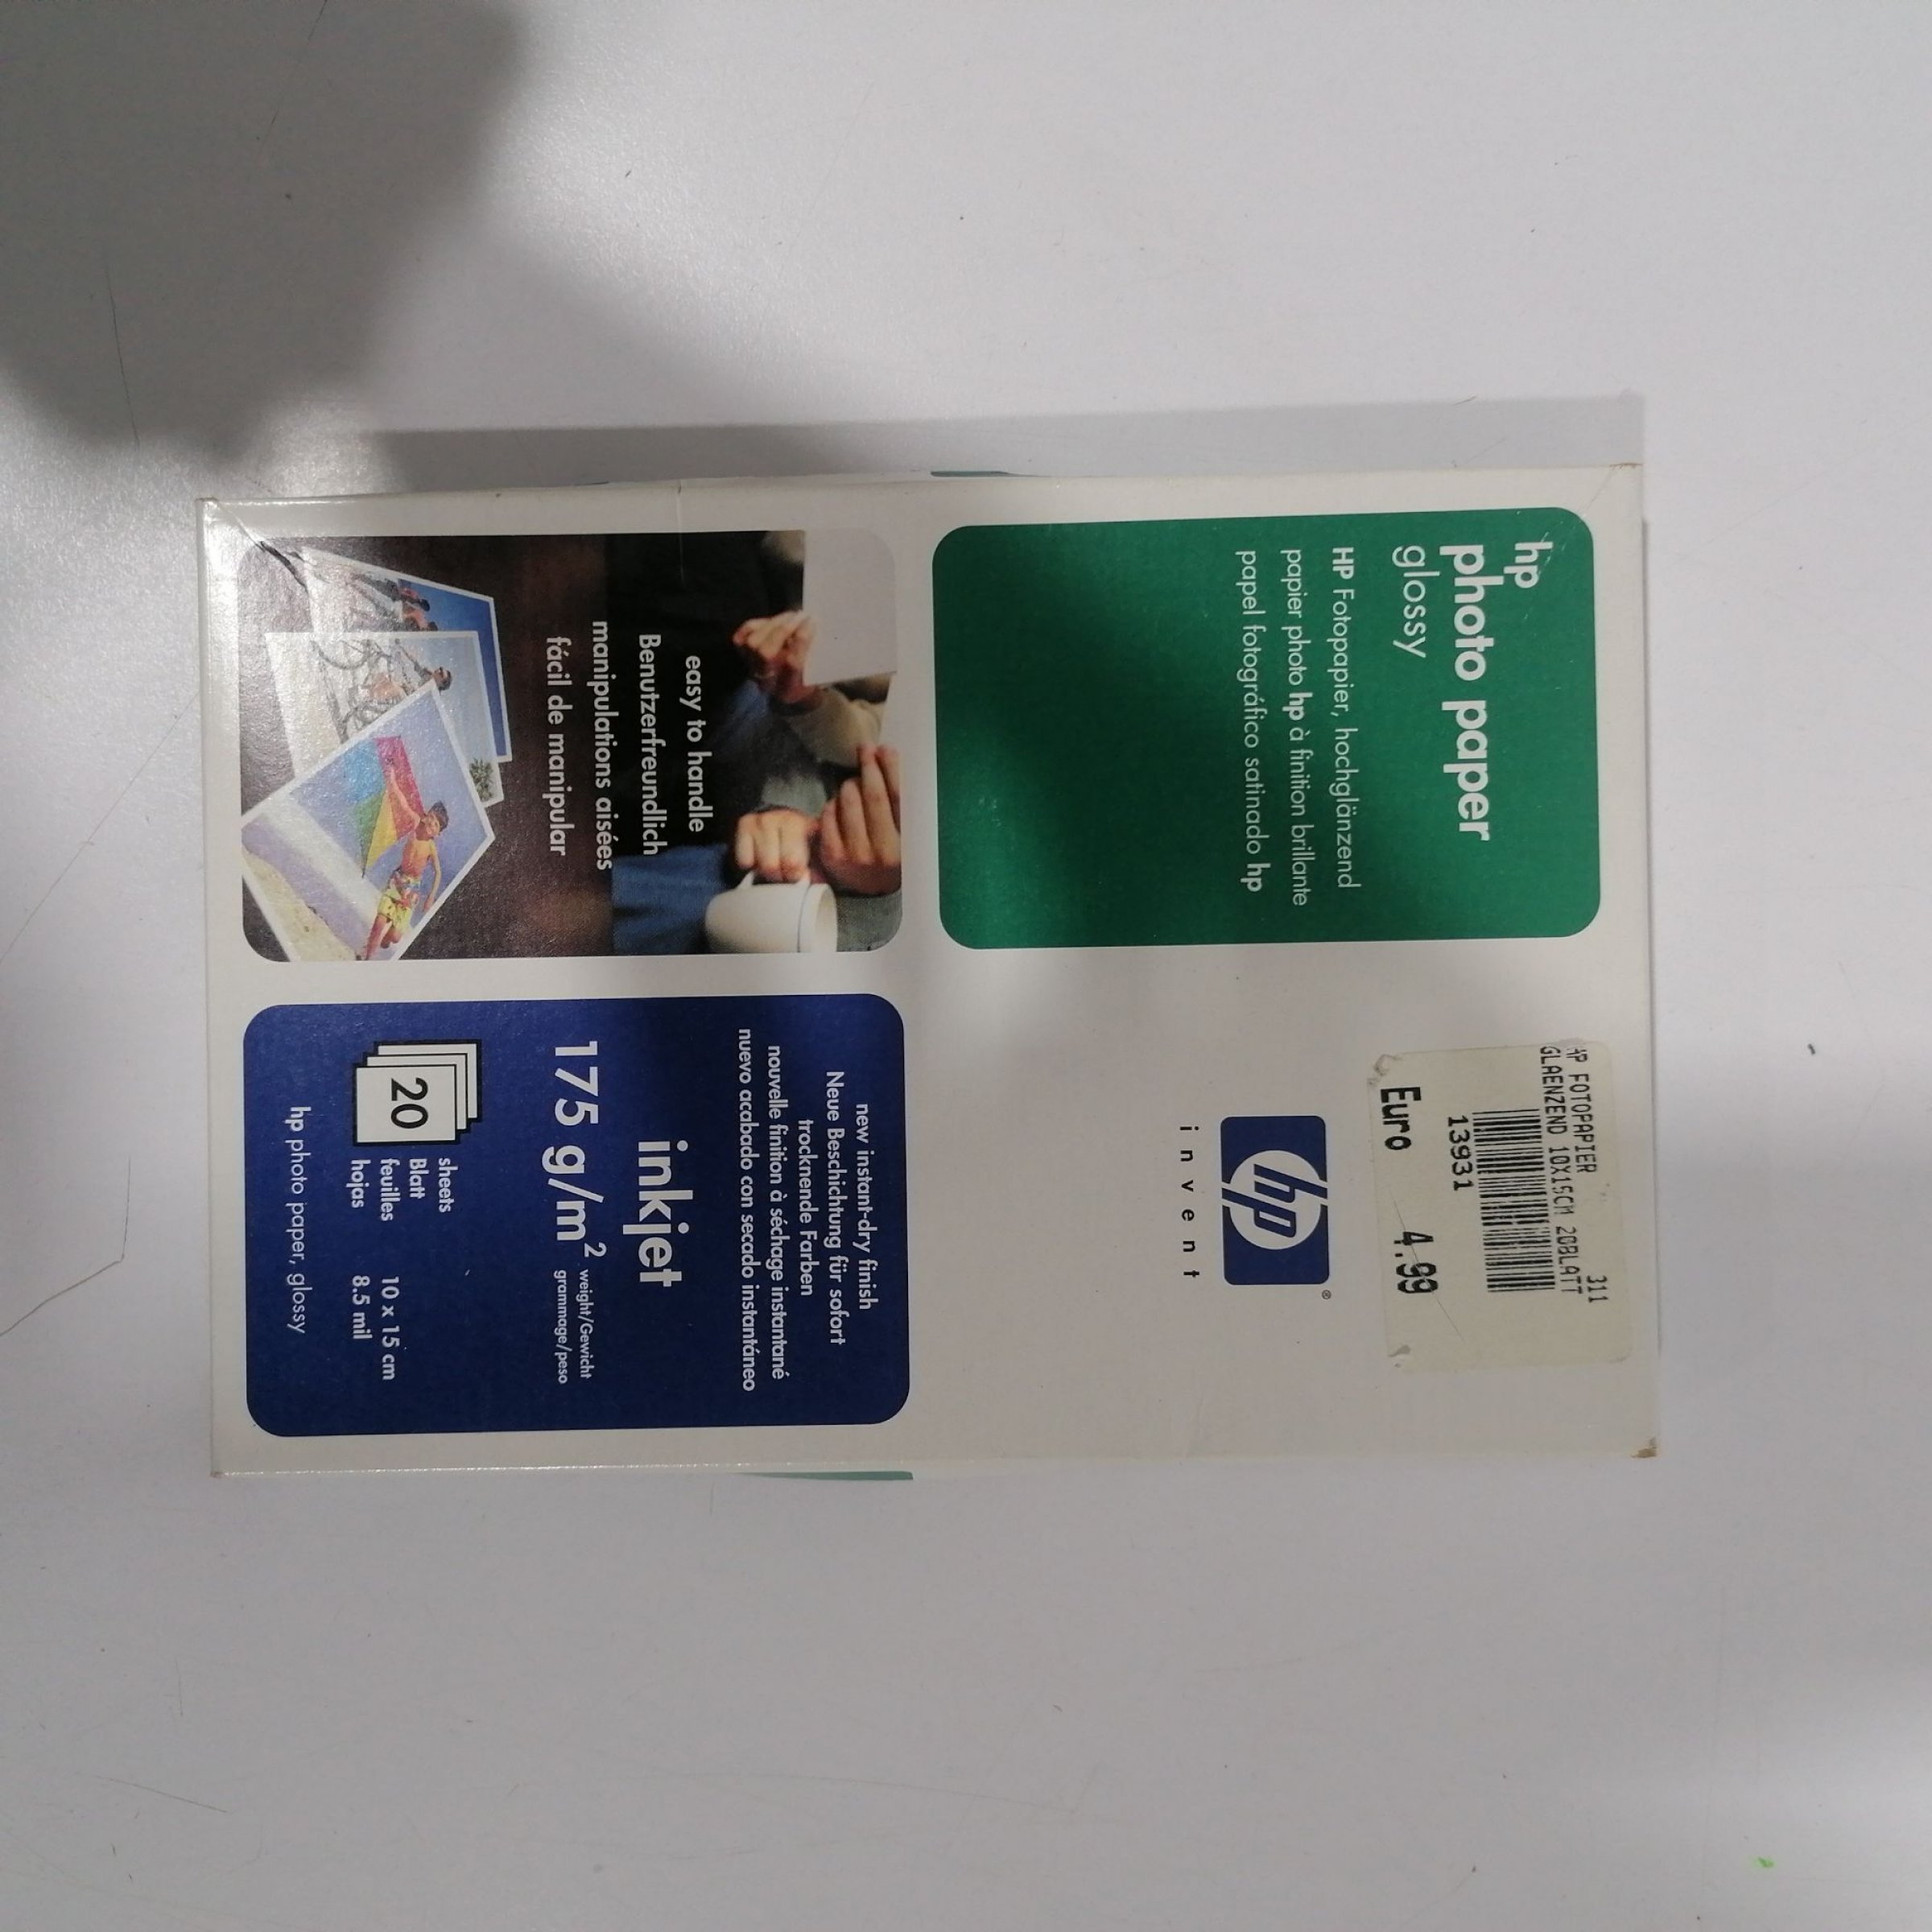 hp
photo paper
glossy
HP Fotopapier, hochglänzend
papier photo hp à finition brillante
papel fotográfico satinado hp
311
HP FOTOPAPIER
GLAENZEND 10X15CM 20BLATT
13931
Euro 4.99
hp
®
invent
easy to handle
Benutzerfreundlich
manipulations aisées
fácil de manipular
new instant-dry finish
Neue Beschichtung für sofort
trocknende Farben
nouvelle finition à séchage instantané
nuevo acabado con secado instantáneo
inkjet
175 g/m²
weight/Gewicht
grammage/peso
20
sheets
Blatt
feuilles
hojas
10 x 15 cm
8.5 mil
hp photo paper, glossy